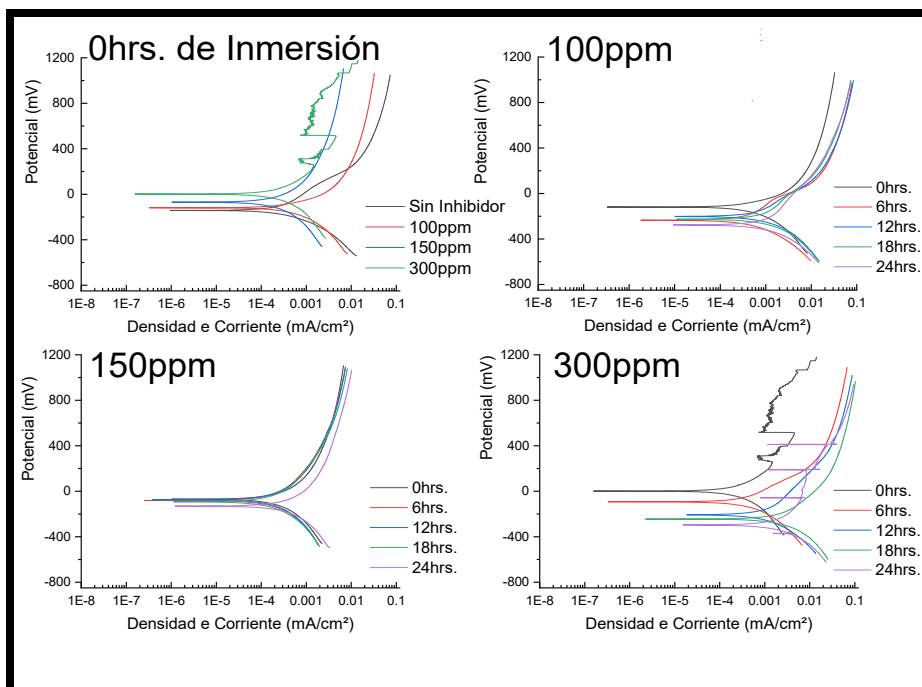 0hrs. de Inmersión
1200
800
400
0
-400
-800
Potencial (mV)
Sin Inhibidor
100ppm
150ppm
300ppm
1E-8 1E-7 1E-6 1E-5 1E-4 0.001 0.01 0.1
Densidad e Corriente (mA/cm²)
100ppm
1200
800
400
0
-400
-800
Potencial (mV)
0hrs.
6hrs.
12hrs.
18hrs.
24hrs.
1E-8 1E-7 1E-6 1E-5 1E-4 0.001 0.01 0.1
Densidad e Corriente (mA/cm²)
150ppm
1200
800
400
0
-400
-800
Potencial (mV)
0hrs.
6hrs.
12hrs.
18hrs.
24hrs.
1E-8 1E-7 1E-6 1E-5 1E-4 0.001 0.01 0.1
Densidad e Corriente (mA/cm²)
300ppm
1200
800
400
0
-400
-800
Potencial (mV)
0hrs.
6hrs.
12hrs.
18hrs.
24hrs.
1E-8 1E-7 1E-6 1E-5 1E-4 0.001 0.01 0.1
Densidad e Corriente (mA/cm²)